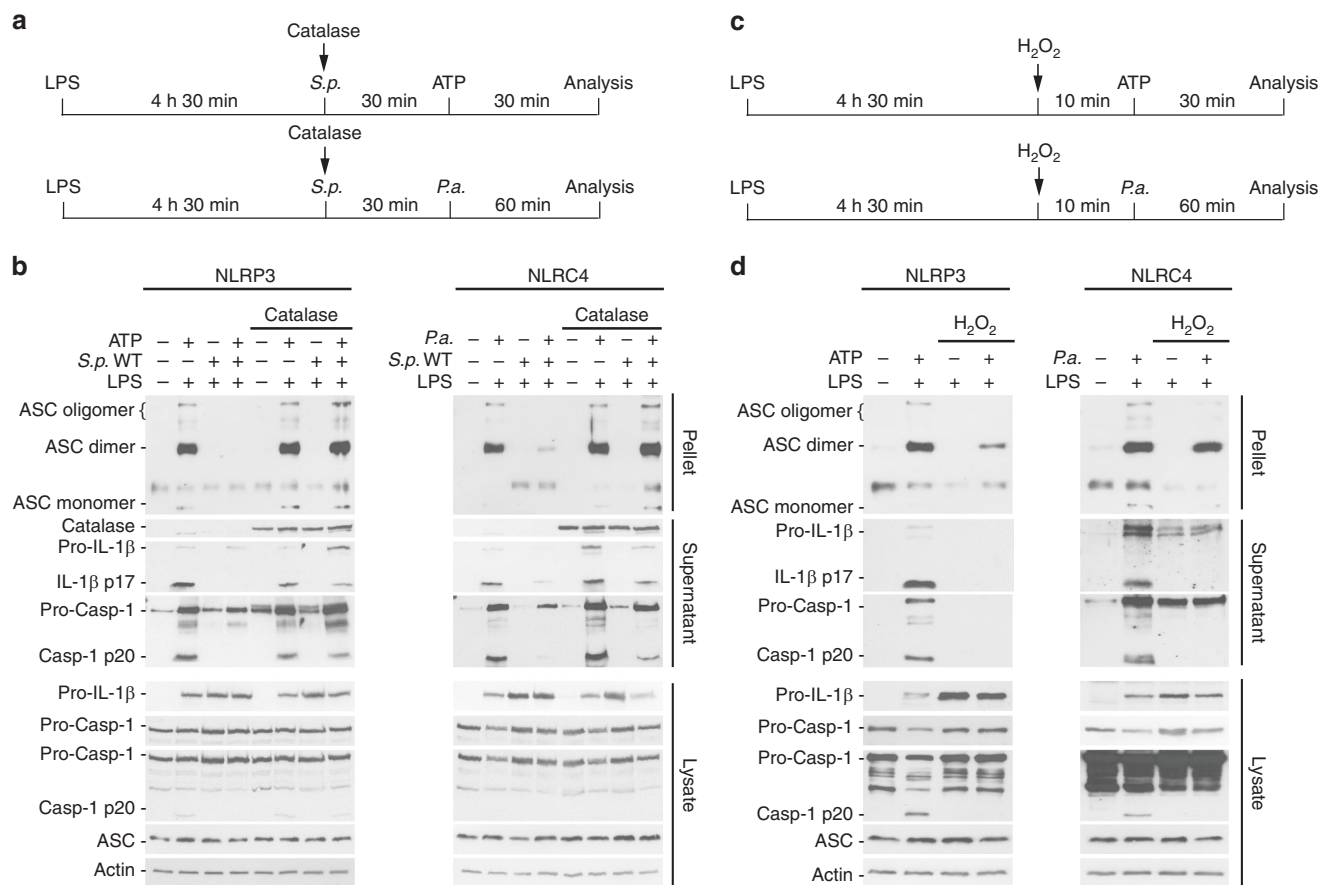 a
Catalase
LPS S.p. ATP Analysis
4 h 30 min 30 min 30 min
Catalase
LPS S.p. P.a. Analysis
4 h 30 min 30 min 60 min
c
H₂O₂
LPS ATP Analysis
4 h 30 min 10 min 30 min
H₂O₂
LPS P.a. Analysis
4 h 30 min 10 min 60 min
b
NLRP3 NLRC4
Catalase Catalase
ATP – + – + – + – +
S.p. WT – – + + – – + +
LPS – + + + – + + +
P.a. – + – + – + – +
S.p. WT – – + + – – + +
LPS – + + + – + + +
ASC oligomer {
ASC dimer –
ASC monomer –
Pellet
Catalase –
Pro-IL-1β –
IL-1β p17 –
Pro-Casp-1 –
Casp-1 p20 –
Supernatant
Pro-IL-1β –
Pro-Casp-1 –
Pro-Casp-1 –
Casp-1 p20 –
ASC –
Actin –
Lysate
d
NLRP3 NLRC4
H₂O₂ H₂O₂
ATP – + – +
LPS – + + +
P.a. – + – +
LPS – + + +
ASC oligomer {
ASC dimer –
ASC monomer –
Pellet
Pro-IL-1β –
IL-1β p17 –
Pro-Casp-1 –
Casp-1 p20 –
Supernatant
Pro-IL-1β –
Pro-Casp-1 –
Pro-Casp-1 –
Casp-1 p20 –
ASC –
Actin –
Lysate